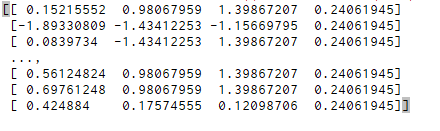 [[ 0.15215552  0.98067959  1.39867207  0.24061945]
[-1.89330809 -1.43412253 -1.15669795  0.24061945]
[ 0.0839734  -1.43412253  1.39867207  0.24061945]
...,
[ 0.56124824  0.98067959  1.39867207  0.24061945]
[ 0.69761248  0.98067959  1.39867207  0.24061945]
[ 0.424884    0.17574555  0.12098706  0.24061945]]